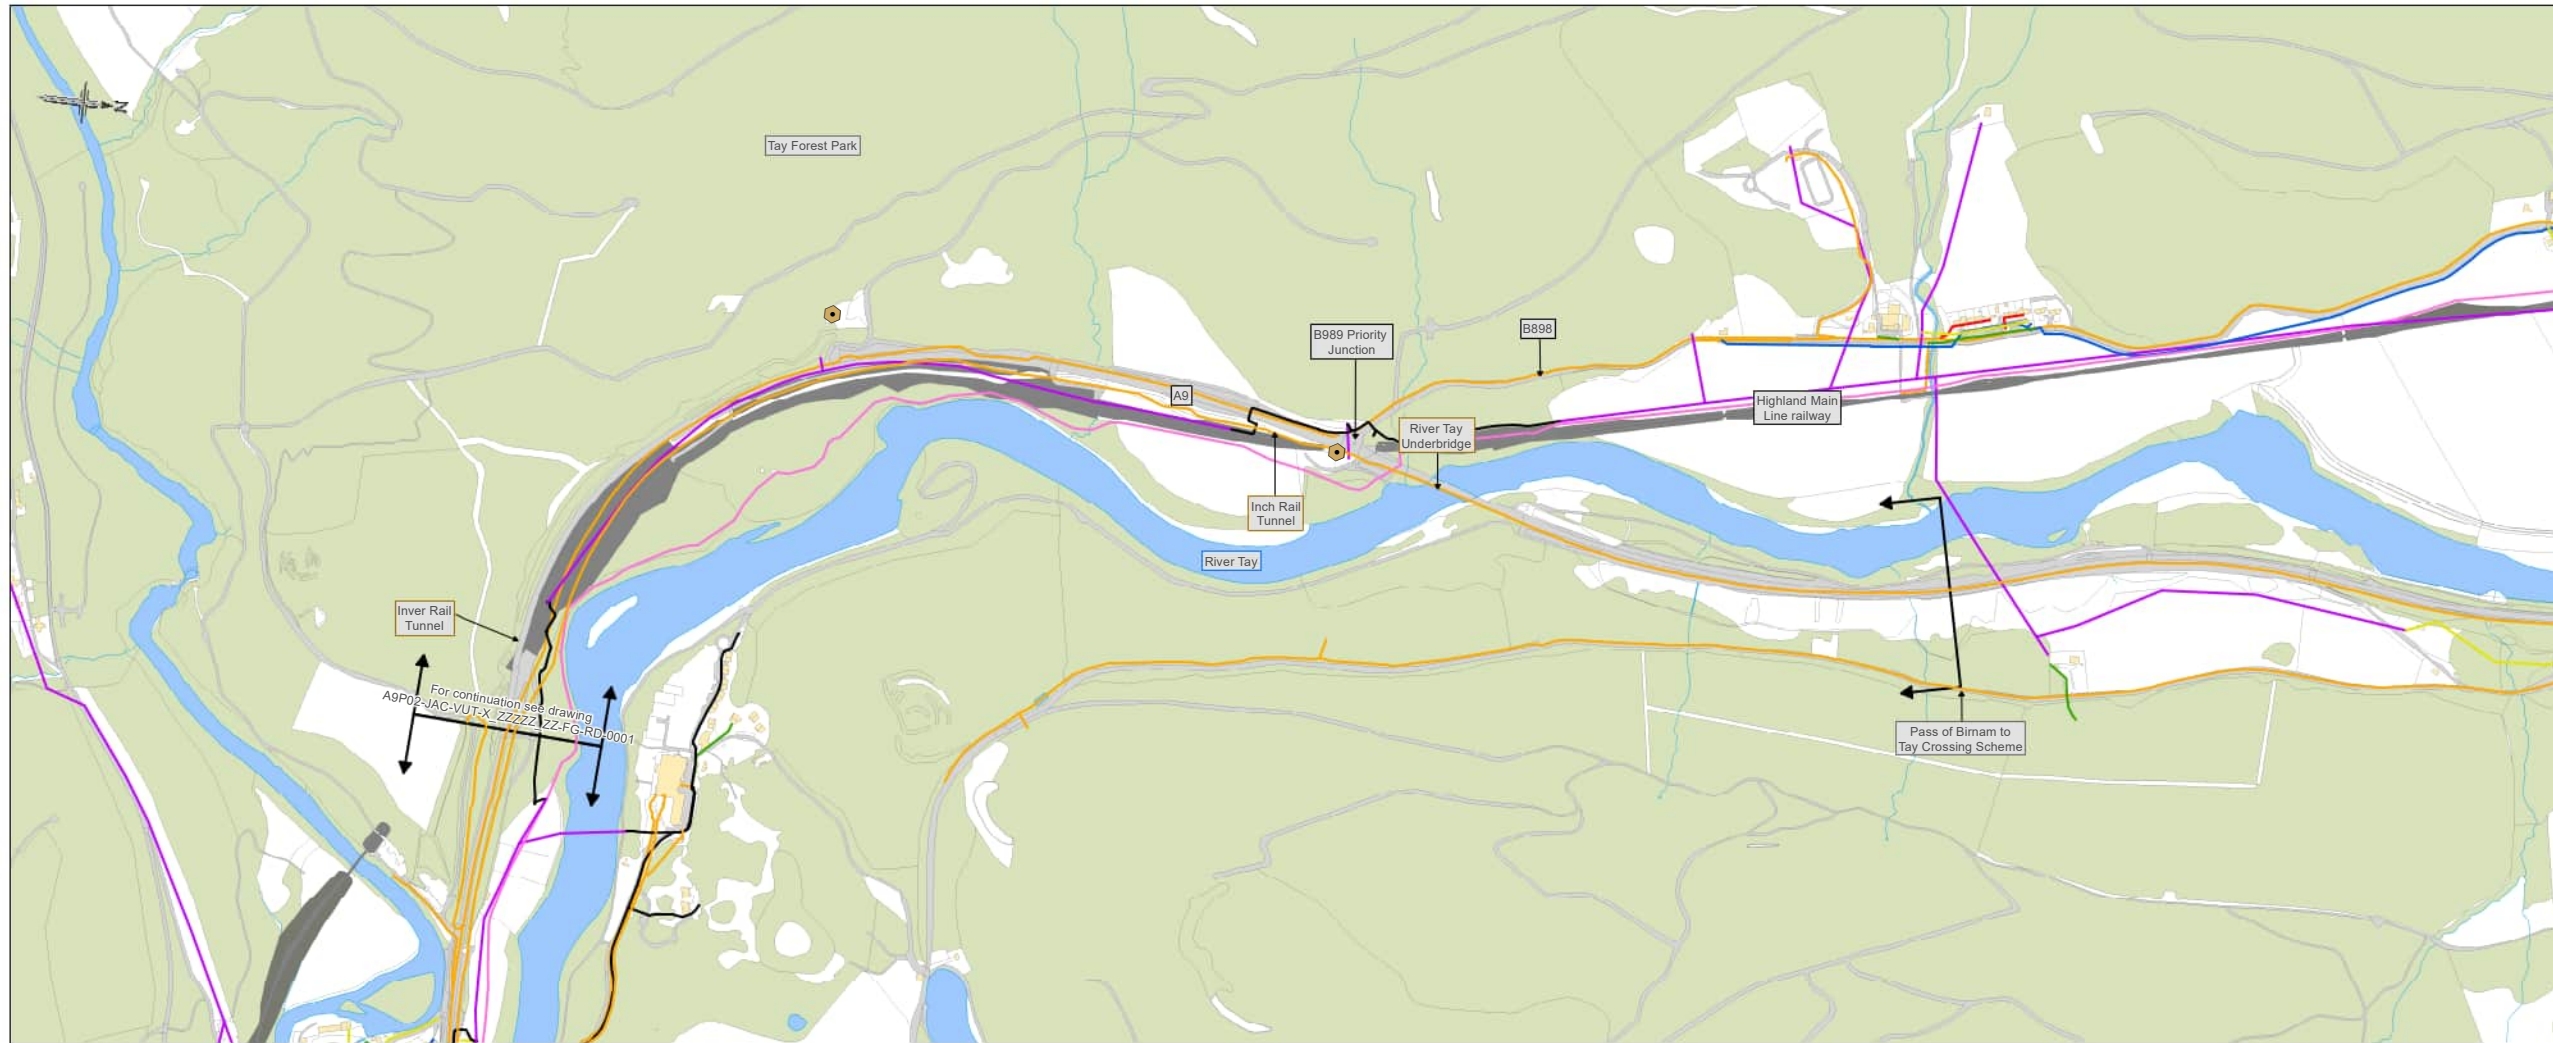 N
Tay Forest Park
B989 Priority
Junction
B898
A9
River Tay
Underbridge
Highland Main
Line railway
Inch Rail
Tunnel
River Tay
Inver Rail
Tunnel
For continuation see drawing
A9P02-JAC-VUT-X_ZZZZZ_ZZ-FG-RD-0001
Pass of Birnam to
Tay Crossing Scheme